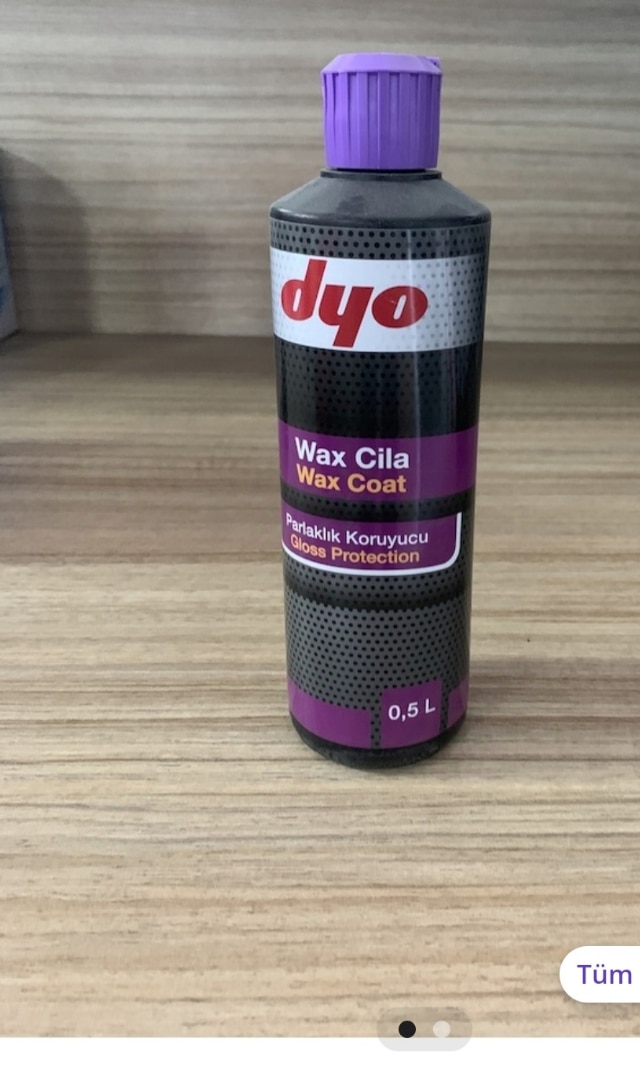 dyo
Wax Cila
Wax Coat
Parlaklık Koruyucu
Gloss Protection
0,5 L
Tüm